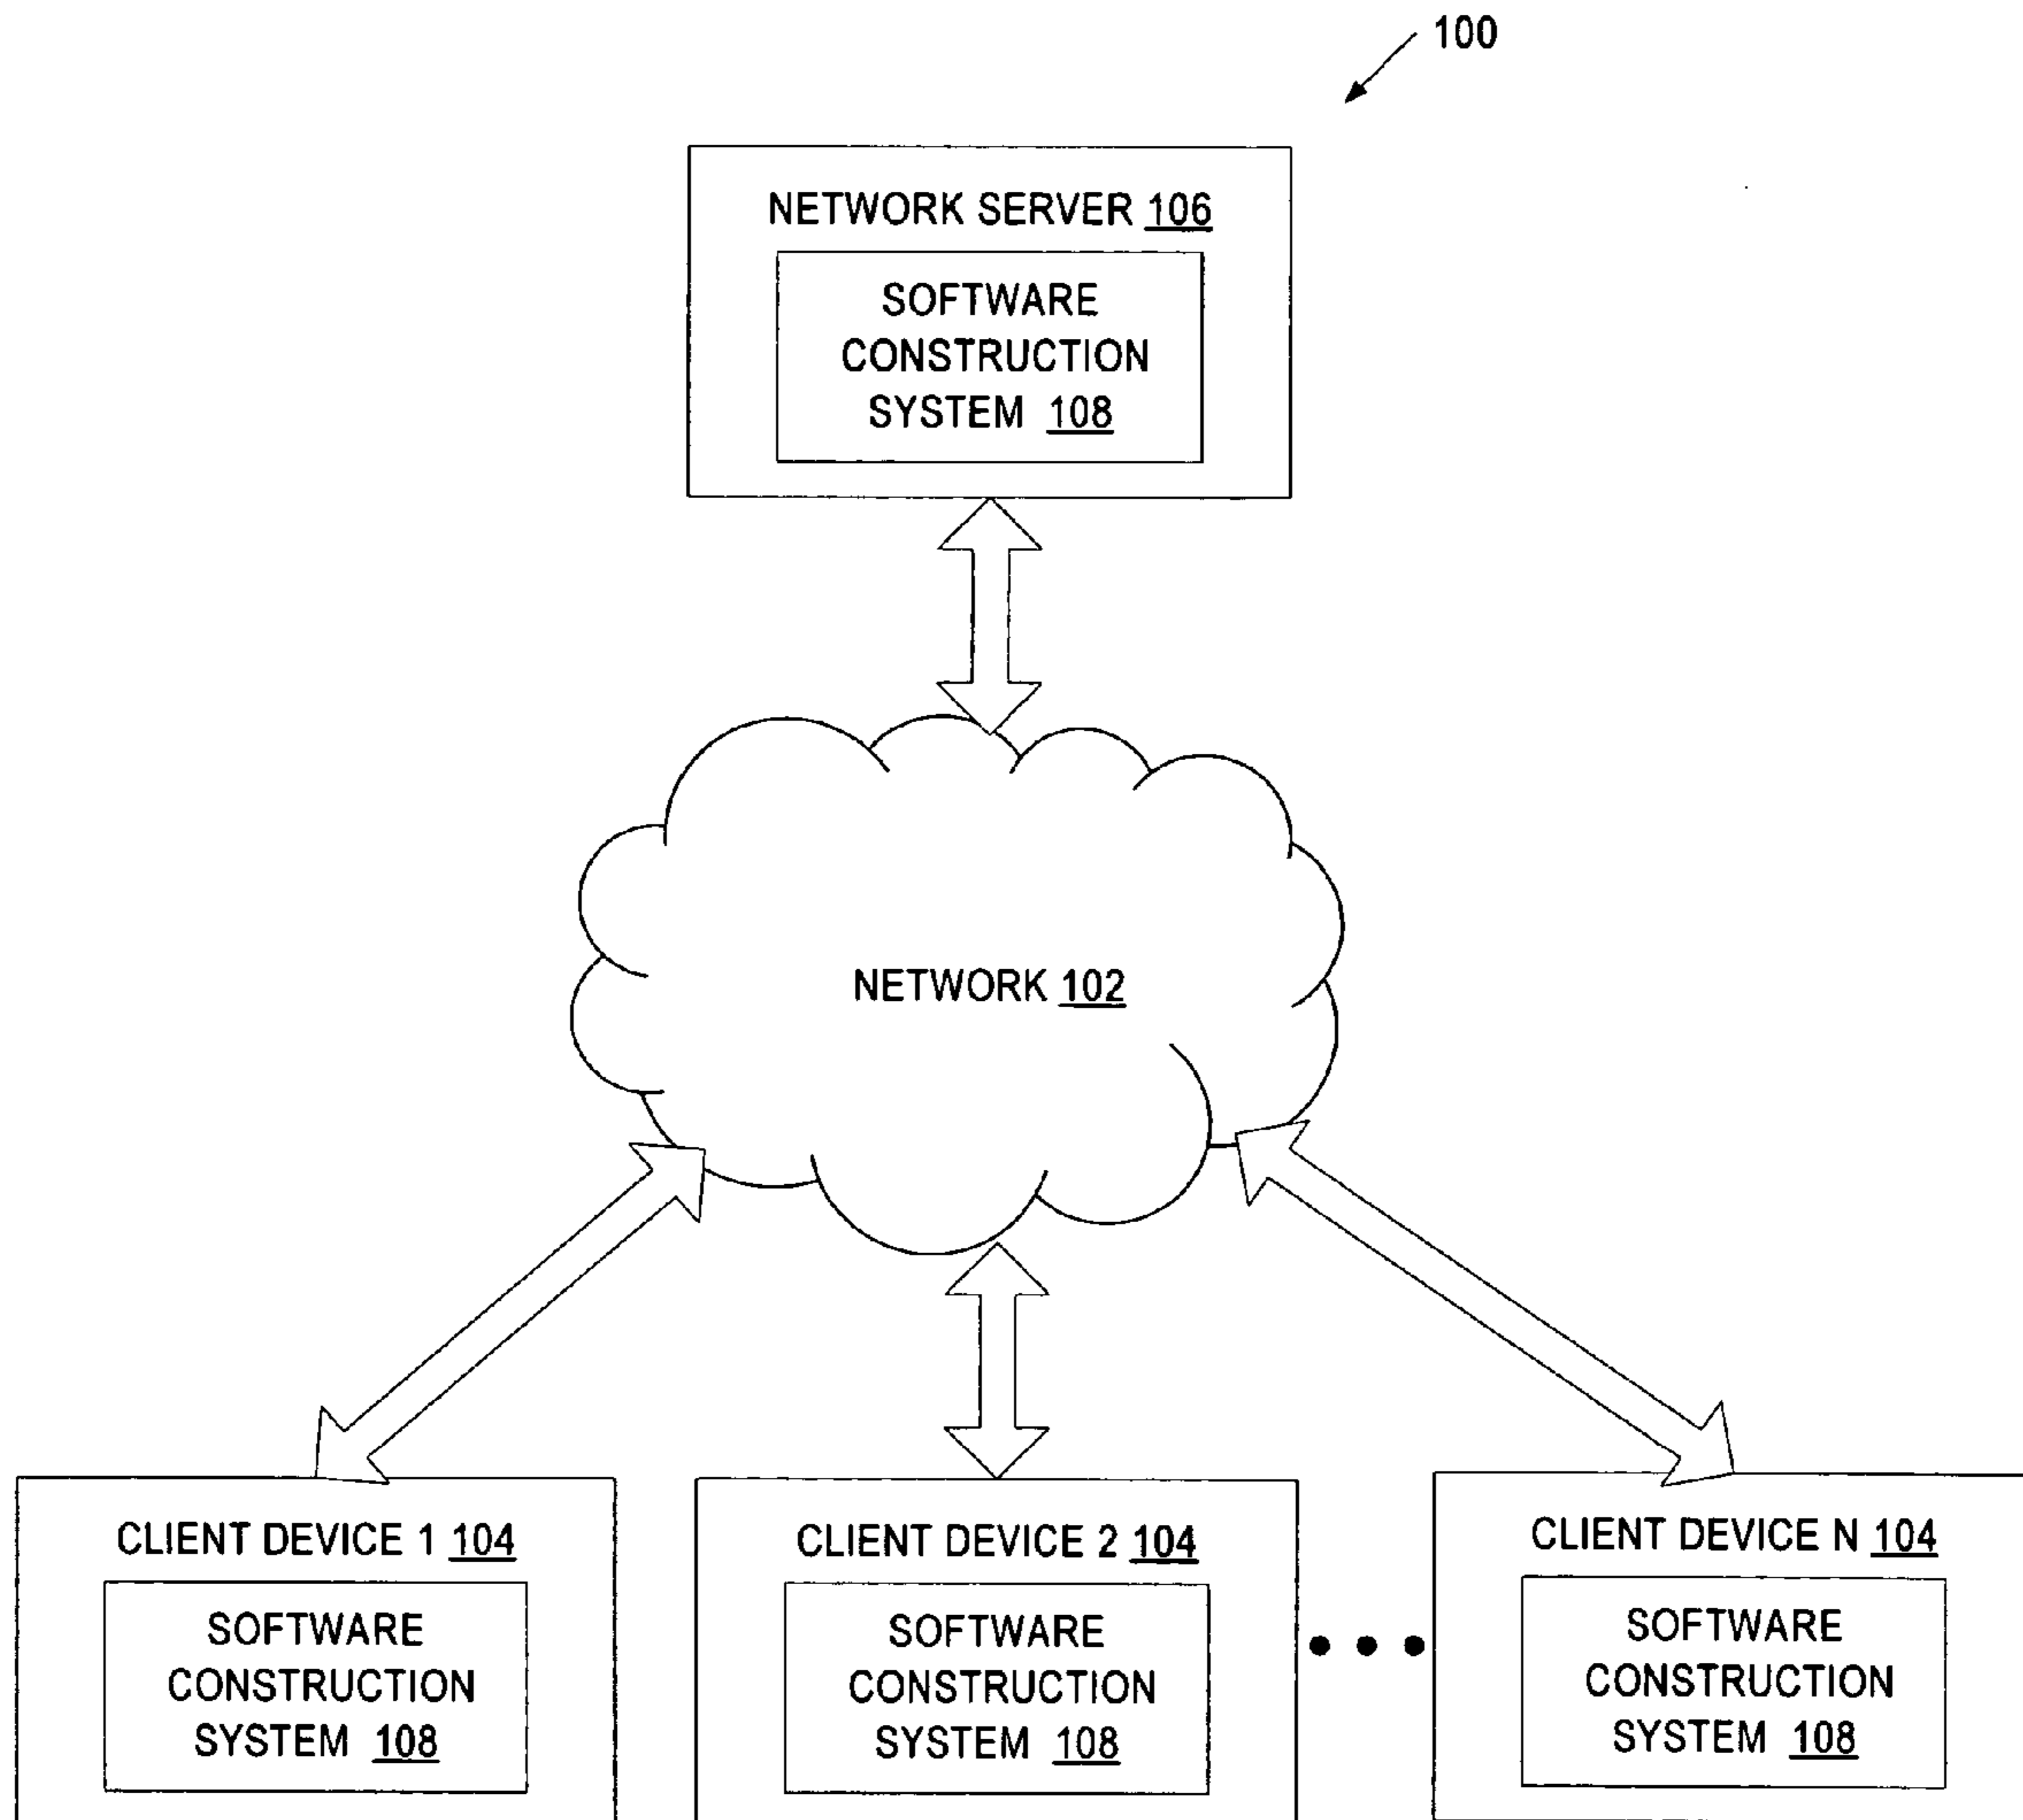 100
NETWORK SERVER 106
SOFTWARE
CONSTRUCTION
SYSTEM 108
NETWORK 102
CLIENT DEVICE 1 104
SOFTWARE
CONSTRUCTION
SYSTEM 108
CLIENT DEVICE 2 104
SOFTWARE
CONSTRUCTION
SYSTEM 108
CLIENT DEVICE N 104
SOFTWARE
CONSTRUCTION
SYSTEM 108